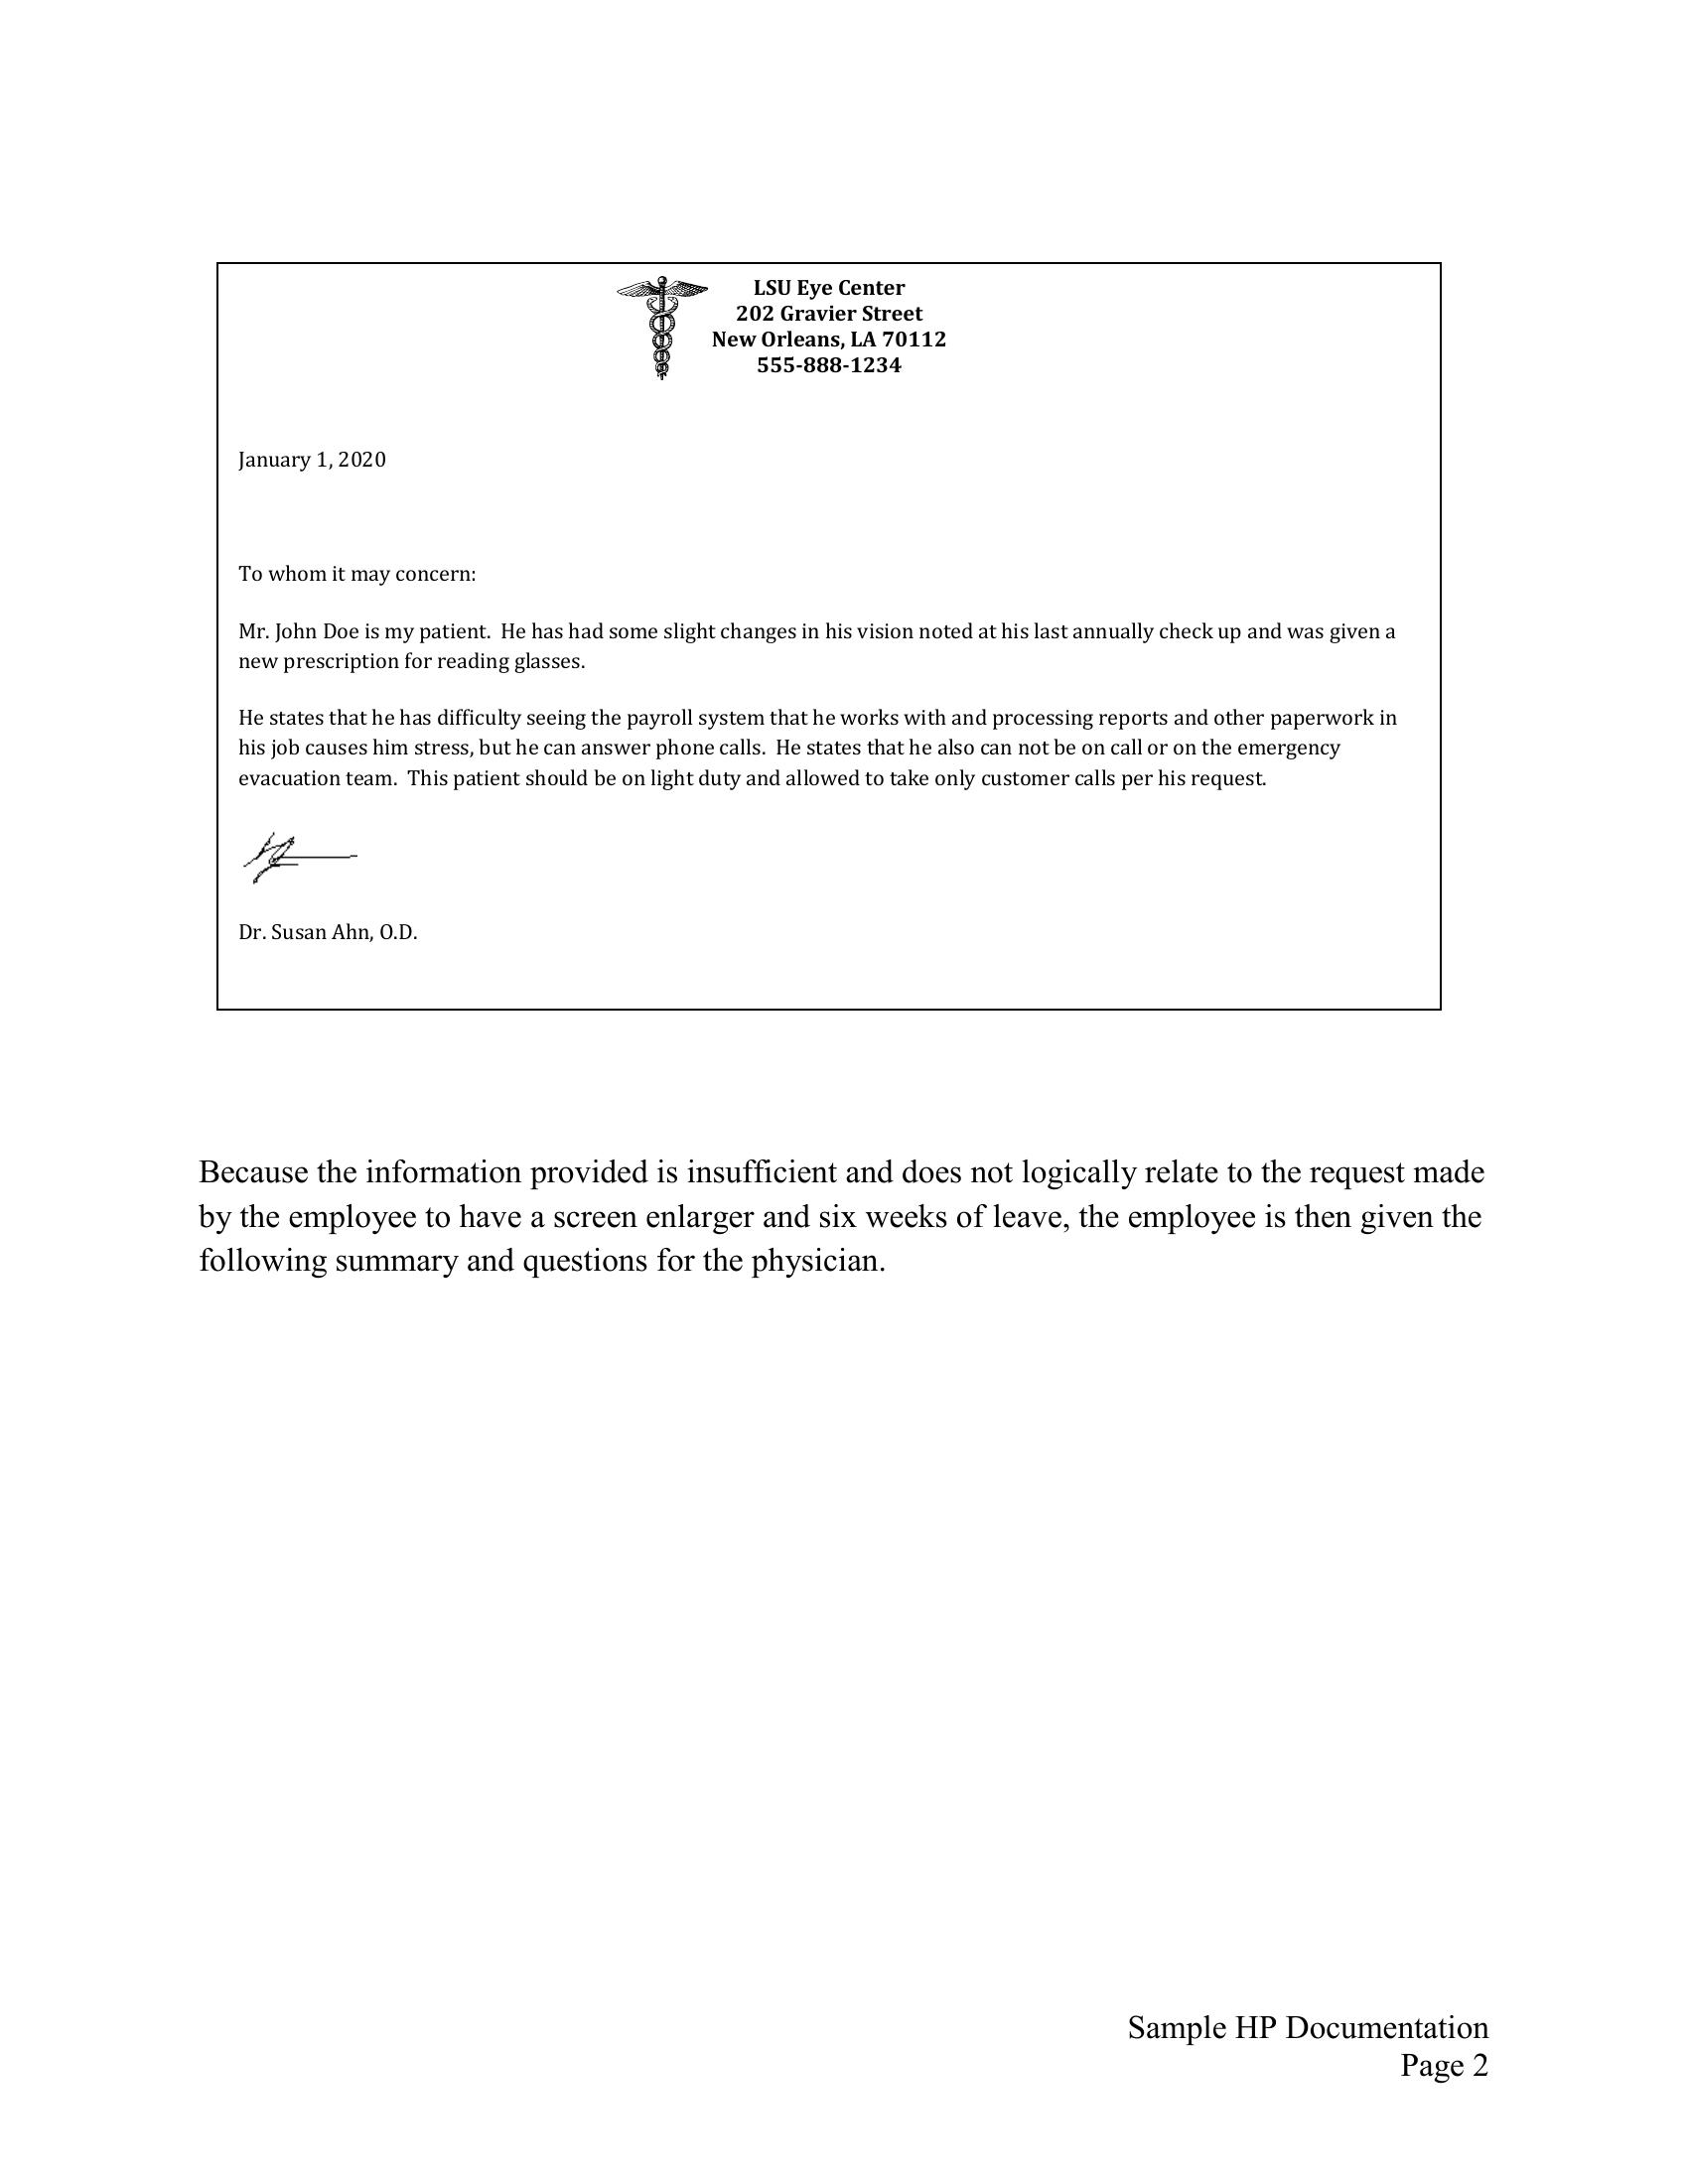 LSU Eye Center
202 Gravier Street
New Orleans, LA 70112
555-888-1234
January 1, 2020
To whom it may concern:
Mr. John Doe is my patient.  He has had some slight changes in his vision noted at his last annually check up and was given a
new prescription for reading glasses.
He states that he has difficulty seeing the payroll system that he works with and processing reports and other paperwork in
his job causes him stress, but he can answer phone calls.  He states that he also can not be on call or on the emergency
evacuation team.  This patient should be on light duty and allowed to take only customer calls per his request.
Dr. Susan Ahn, O.D.
Because the information provided is insufficient and does not logically relate to the request made
by the employee to have a screen enlarger and six weeks of leave, the employee is then given the
following summary and questions for the physician.
Sample HP Documentation
Page 2